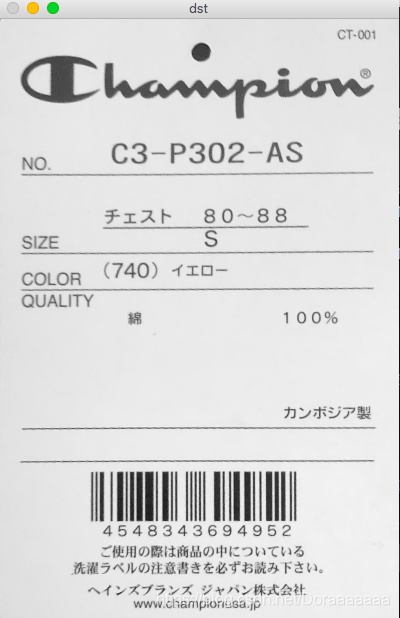 dst
CT-001
Champion®
NO. C3-P302-AS
チェスト 80～88
SIZE S
COLOR (740) イエロー
QUALITY
綿 100%
カンボジア製
4548343694952
ご使用の際は商品の中についている
洗濯ラベルの注意書きを必ずお読み下さい。
ヘインズブランズ ジャパン株式会社
www.championusa.jp